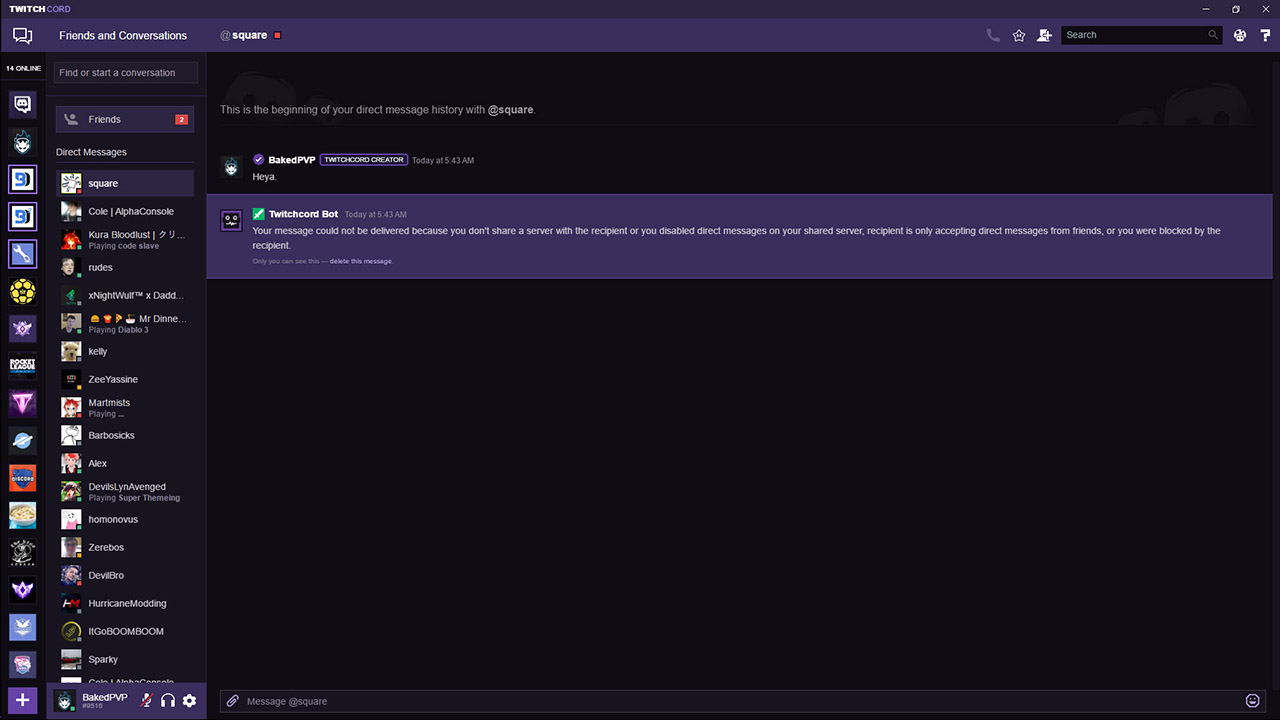 TWITCHCORD
Friends and Conversations
@square
Search
14 ONLINE
Find or start a conversation
Friends
2
Direct Messages
square
Cole | AlphaConsole
Kura Bloodlust | クリ...
Playing code slave
rudes
xNightWulf™ x Dadd...
Mr Dinne...
Playing Diablo 3
kelly
ZeeYassine
Martmists
Playing ...
Barbosicks
Alex
DevilsLynAvenged
Playing Super Themeing
homonovus
Zerebos
DevilBro
HurricaneModding
ItGoBOOMBOOM
Sparky
Cole | AlphaConsole
BakedPVP
#9516
ROCKET
LEAGUE
DISCORD
This is the beginning of your direct message history with @square.
BakedPVP TWITCHCORD CREATOR Today at 5:43 AM
Heya.
Twitchcord Bot Today at 5:43 AM
Your message could not be delivered because you don't share a server with the recipient or you disabled direct messages on your shared server, recipient is only accepting direct messages from friends, or you were blocked by the
recipient.
Only you can see this — delete this message.
Message @square